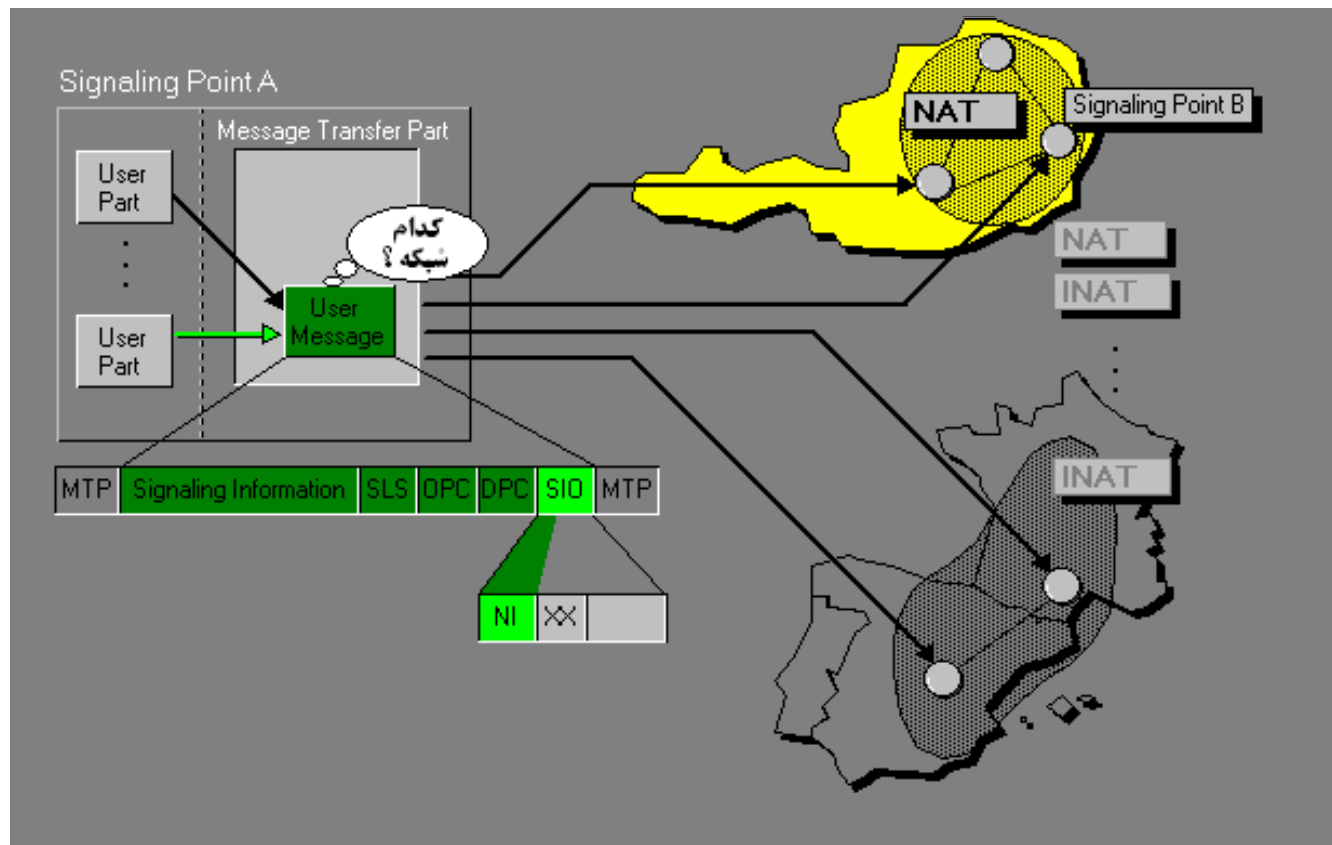 Signaling Point A
Message Transfer Part
User
Part
کدام
شبکه ؟
User
Message
User
Part
MTP Signaling Information SLS OPC DPC SIO MTP
NI XX
NAT
Signaling Point B
NAT
INAT
INAT